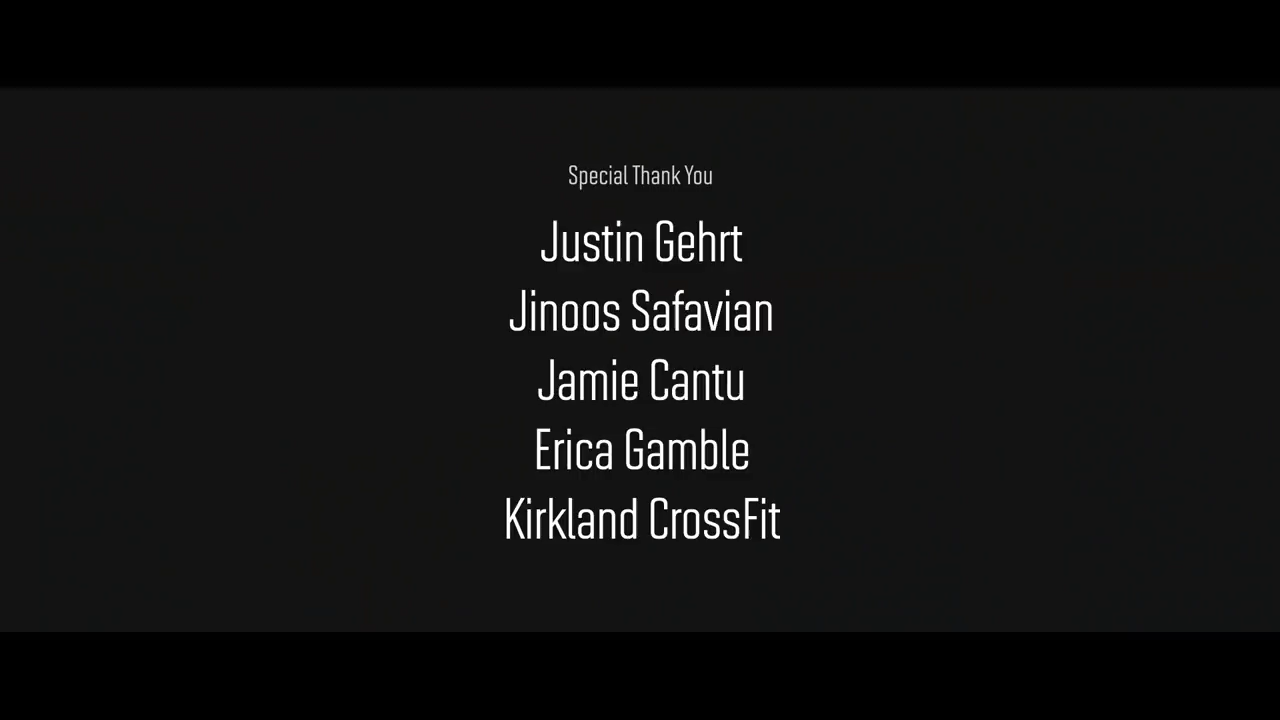 Special Thank You
Justin Gehrt
Jinoos Safavian
Jamie Cantu
Erica Gamble
Kirkland CrossFit